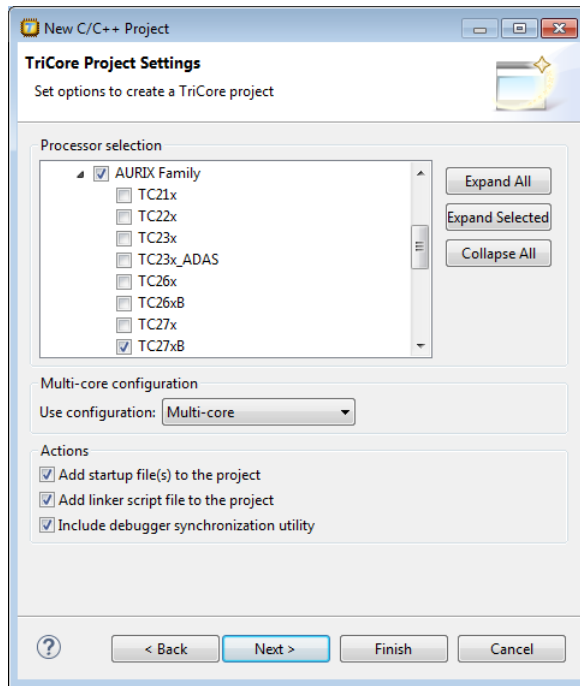 New C/C++ Project
TriCore Project Settings
Set options to create a TriCore project
Processor selection
AURIX Family
TC21x
TC22x
TC23x
TC23x_ADAS
TC26x
TC26xB
TC27x
TC27xB
Expand All
Expand Selected
Collapse All
Multi-core configuration
Use configuration: Multi-core
Actions
Add startup file(s) to the project
Add linker script file to the project
Include debugger synchronization utility
? < Back Next > Finish Cancel